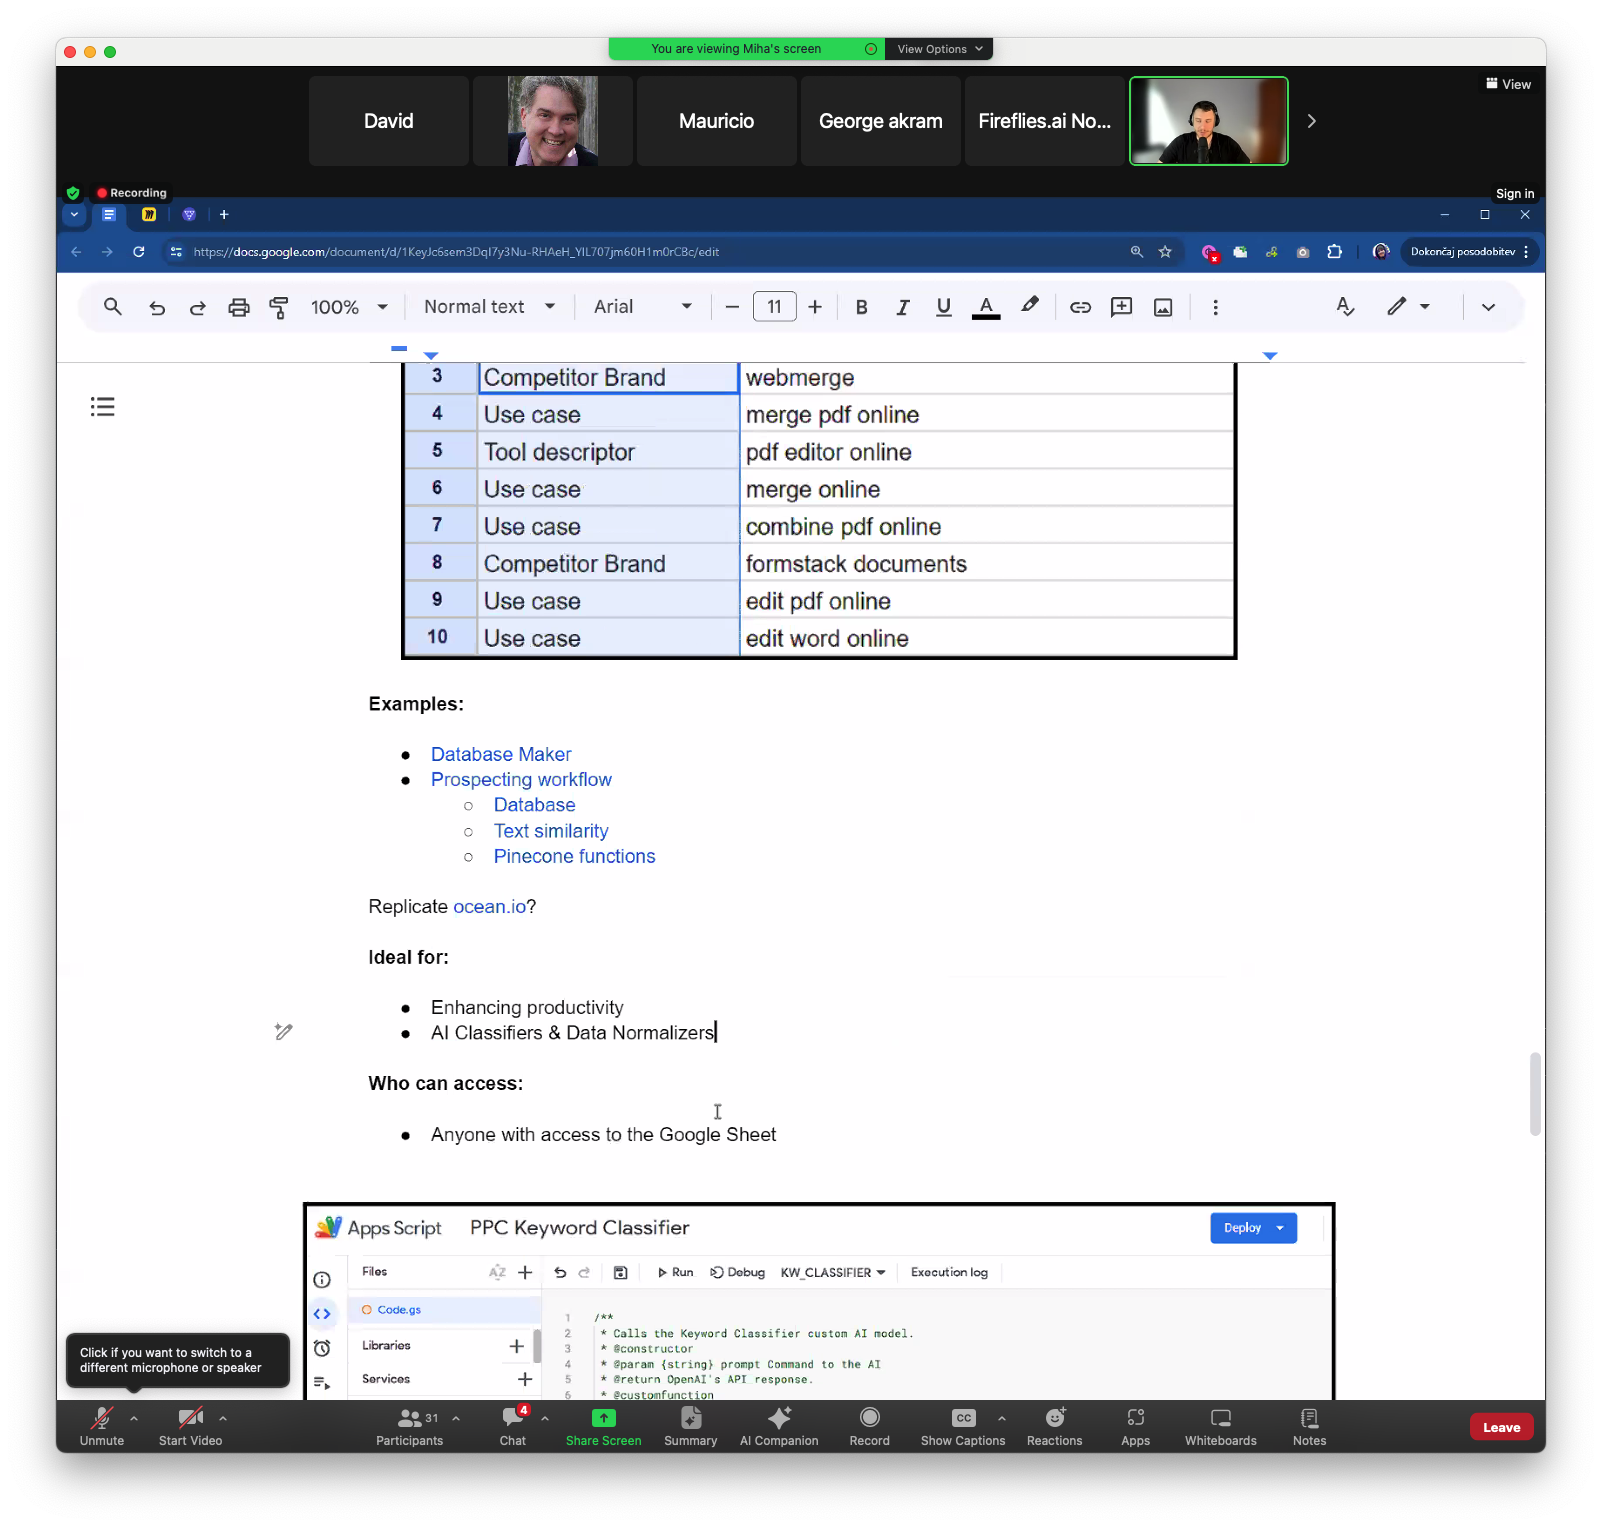 You are viewing Miha's screen
View Options
View
David
Mauricio
George akram
Fireflies.ai No...
Recording
Sign in
https://docs.google.com/document/d/1KeyJc6sem3DqI7y3Nu-RHAeH_YIL707jm60H1m0rCBc/edit
Dokončaj posodobitev
100%
Normal text
Arial
11
B
I
U
A
3 Competitor Brand webmerge
4 Use case merge pdf online
5 Tool descriptor pdf editor online
6 Use case merge online
7 Use case combine pdf online
8 Competitor Brand formstack documents
9 Use case edit pdf online
10 Use case edit word online
Examples:
● Database Maker
● Prospecting workflow
○ Database
○ Text similarity
○ Pinecone functions
Replicate ocean.io?
Ideal for:
● Enhancing productivity
● AI Classifiers & Data Normalizers
Who can access:
● Anyone with access to the Google Sheet
Apps Script PPC Keyword Classifier
Deploy
Files
AZ
Run
Debug
KW_CLASSIFIER
Execution log
Code.gs
Libraries
Services
1 /**
2 * Calls the Keyword Classifier custom AI model.
3 * @constructor
4 * @param {string} prompt Command to the AI
5 * @return OpenAI's API response.
6 * @customfunction
Click if you want to switch to a
different microphone or speaker
Unmute
Start Video
31
Participants
4
Chat
Share Screen
Summary
AI Companion
Record
CC
Show Captions
Reactions
Apps
Whiteboards
Notes
Leave